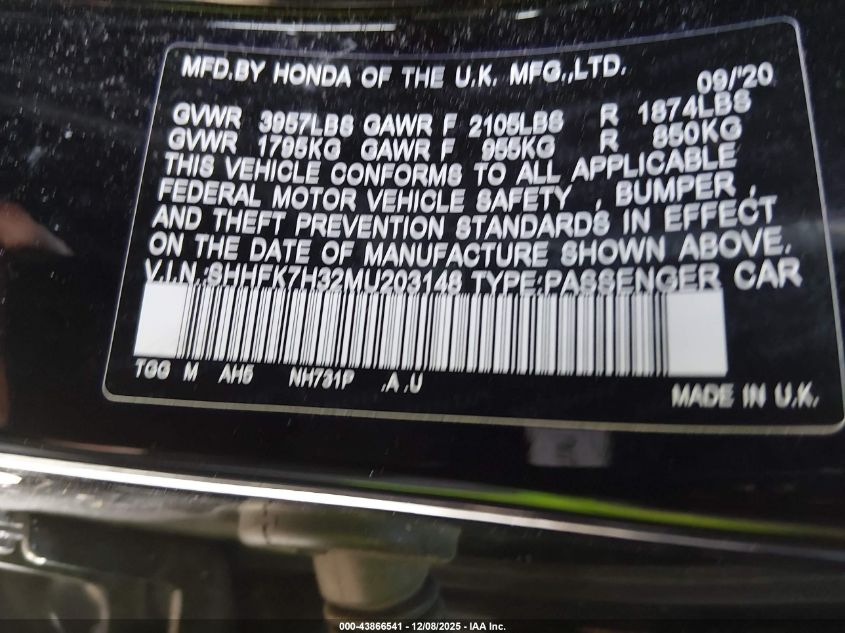 MFD.BY HONDA OF THE U.K. MFG.,LTD. 09/'20
GVWR 3957LBS GAWR F 2105LBS R 1874LBS
GVWR 1795KG GAWR F 955KG R 850KG
THIS VEHICLE CONFORMS TO ALL APPLICABLE
FEDERAL MOTOR VEHICLE SAFETY , BUMPER ,
AND THEFT PREVENTION STANDARDS IN EFFECT
ON THE DATE OF MANUFACTURE SHOWN ABOVE.
V.I.N.:SHHFK7H32MU203148 TYPE:PASSENGER CAR
TGG M AH5 NH731P .A .U
MADE IN U.K.
000-43866541 - 12/08/2025 - IAA Inc.